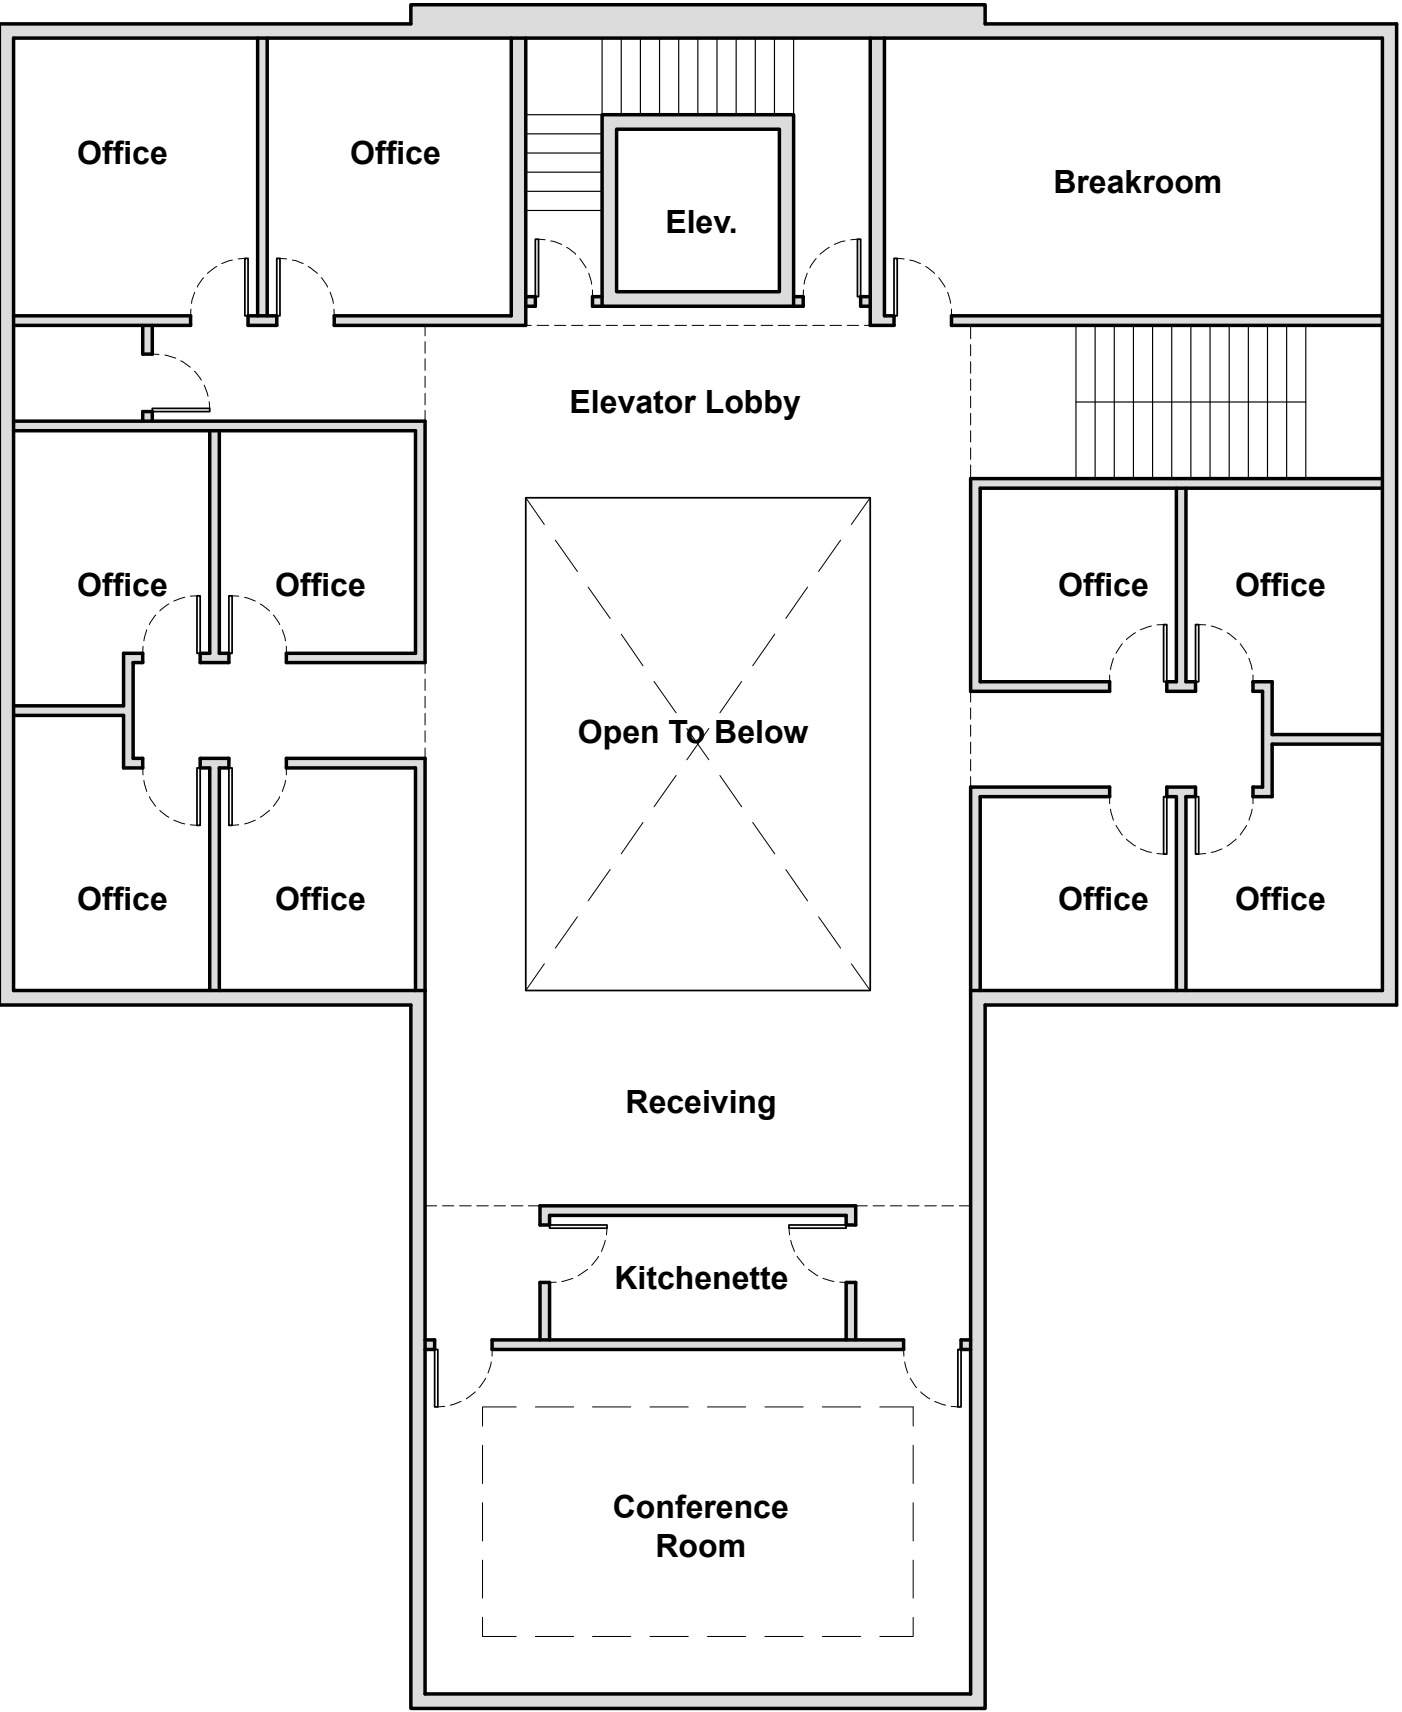 Office
Office
Elev.
Breakroom
Elevator Lobby
Office
Office
Office
Office
Open To Below
Office
Office
Office
Office
Receiving
Kitchenette
Conference
Room